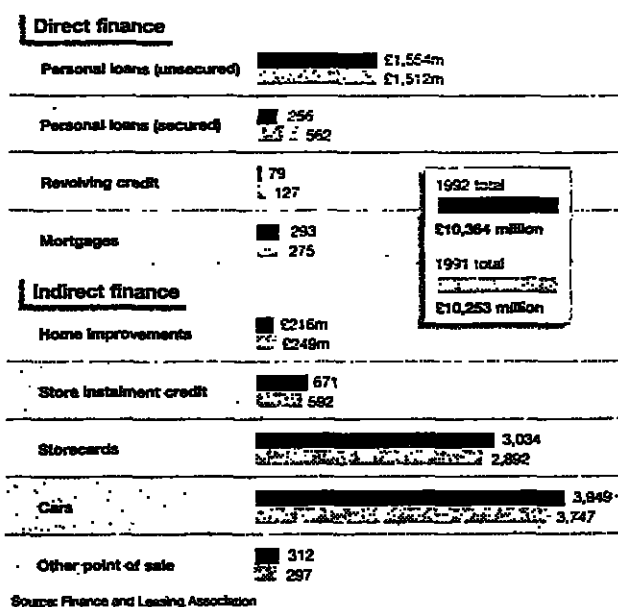 Direct finance
Personal loans (unsecured)
£1,554m
£1,512m
Personal loans (secured)
256
562
Revolving credit
79
127
Mortgages
293
275
1992 total
£10,364 million
1991 total
£10,253 million
Indirect finance
Home improvements
£216m
£249m
Store instalment credit
671
592
Storecards
3,034
2,892
Cars
3,949
3,747
Other point of sale
312
297
Source: Finance and Leasing Association